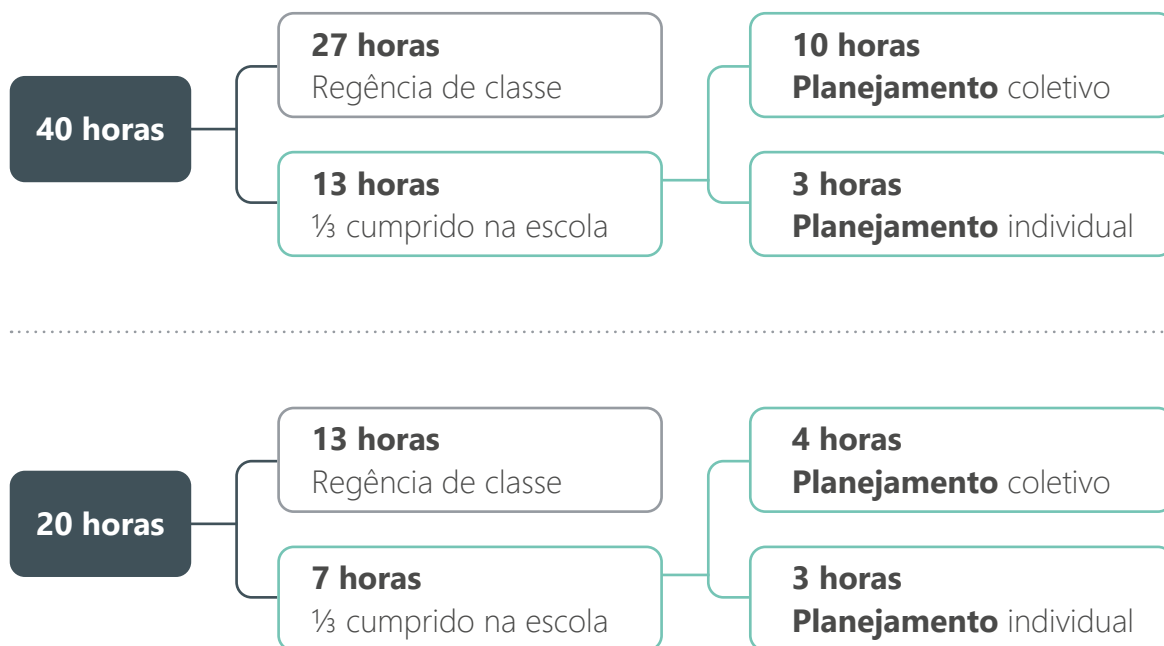 40 horas
27 horas
Regência de classe
13 horas
⅓ cumprido na escola
10 horas
Planejamento coletivo
3 horas
Planejamento individual
20 horas
13 horas
Regência de classe
7 horas
⅓ cumprido na escola
4 horas
Planejamento coletivo
3 horas
Planejamento individual